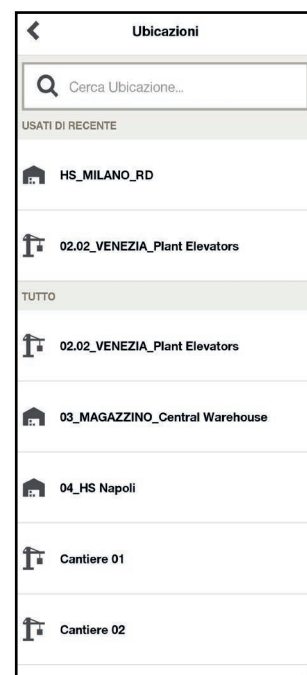 Ubicazioni
Cerca Ubicazione...
USATI DI RECENTE
HS_MILANO_RD
02.02_VENEZIA_Plant Elevators
TUTTO
02.02_VENEZIA_Plant Elevators
03_MAGAZZINO_Central Warehouse
04_HS Napoli
Cantiere 01
Cantiere 02